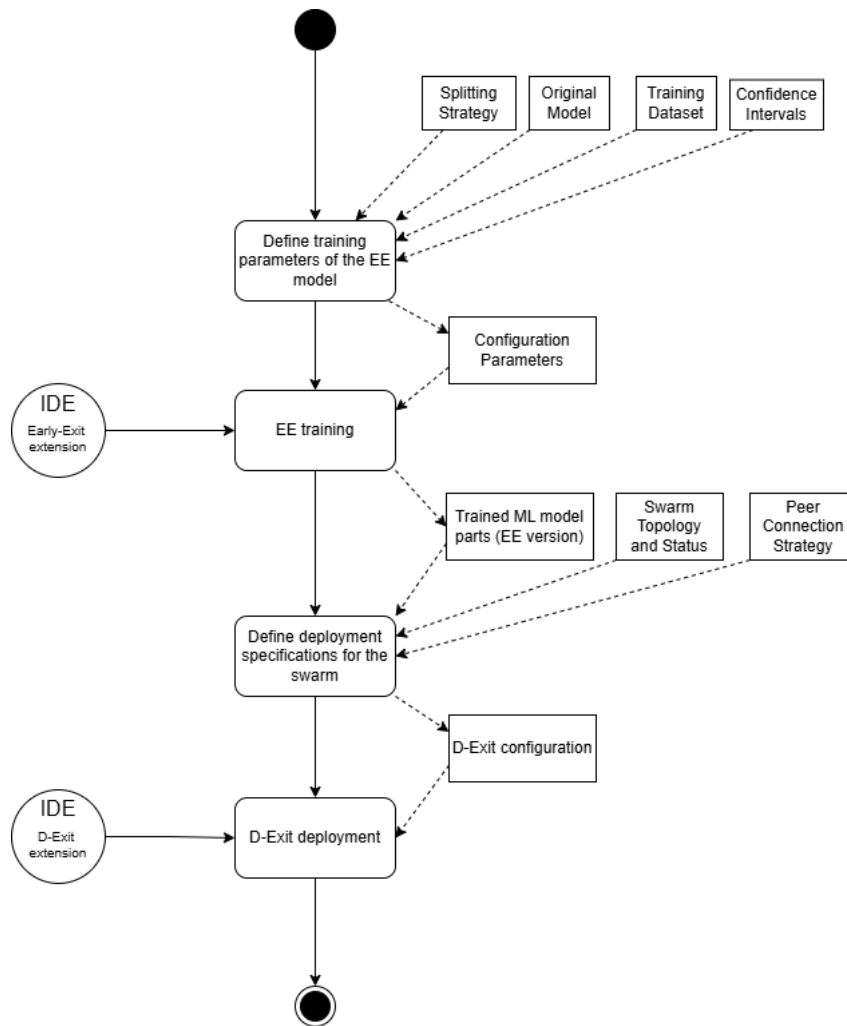 Splitting
Strategy
Original
Model
Training
Dataset
Confidence
Intervals
Define training
parameters of the EE
model
Configuration
Parameters
IDE
Early-Exit
extension
EE training
Trained ML model
parts (EE version)
Swarm
Topology
and Status
Peer
Connection
Strategy
Define deployment
specifications for the
swarm
D-Exit configuration
IDE
D-Exit
extension
D-Exit deployment